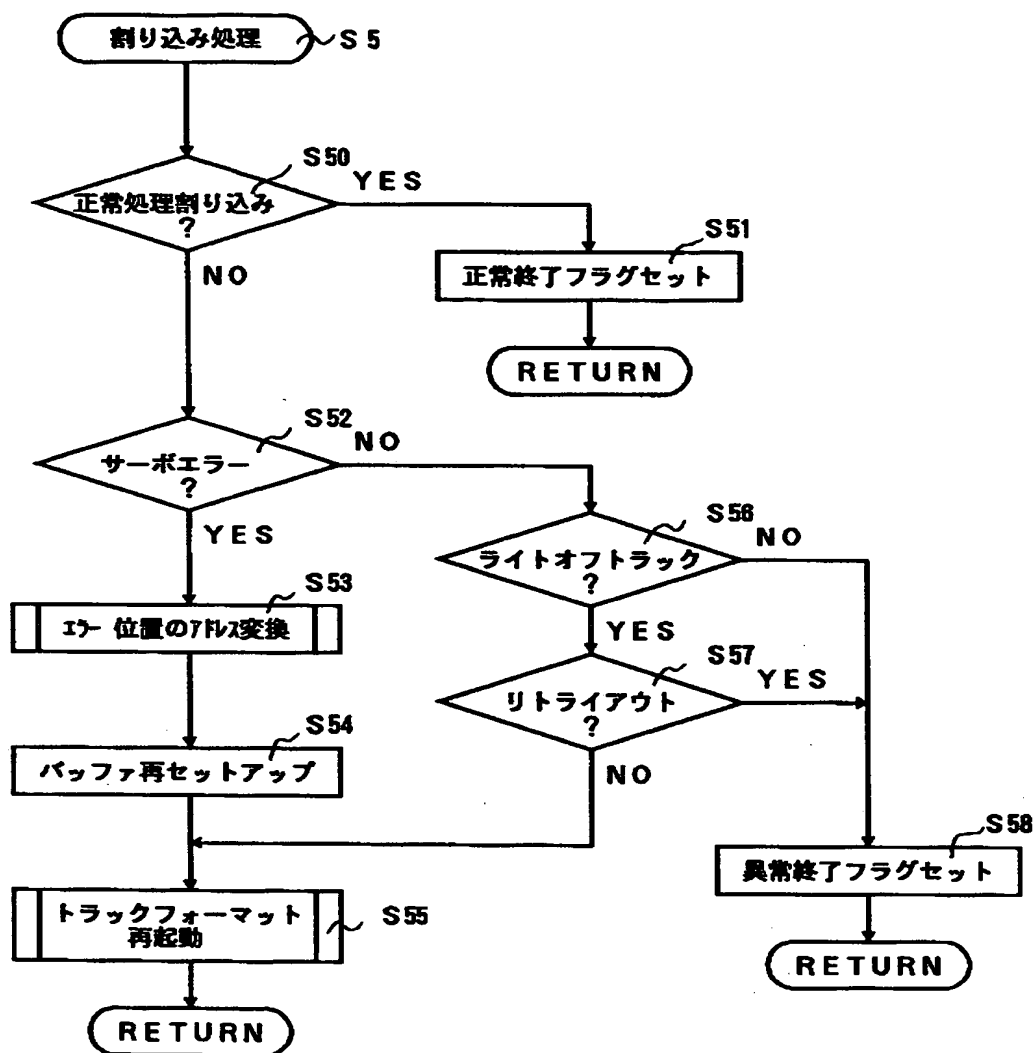 割り込み処理 S5
S50
正常処理割り込み
?
YES
NO
S51
正常終了フラグセット
RETURN
S52
サーボエラー
?
NO
YES
S56
ライトオフトラック
?
NO
YES
S53
エラー 位置のアドレス変換
S57
リトライアウト
?
YES
NO
S54
バッファ再セットアップ
S58
異常終了フラグセット
RETURN
トラックフォーマット
再起動
S55
RETURN